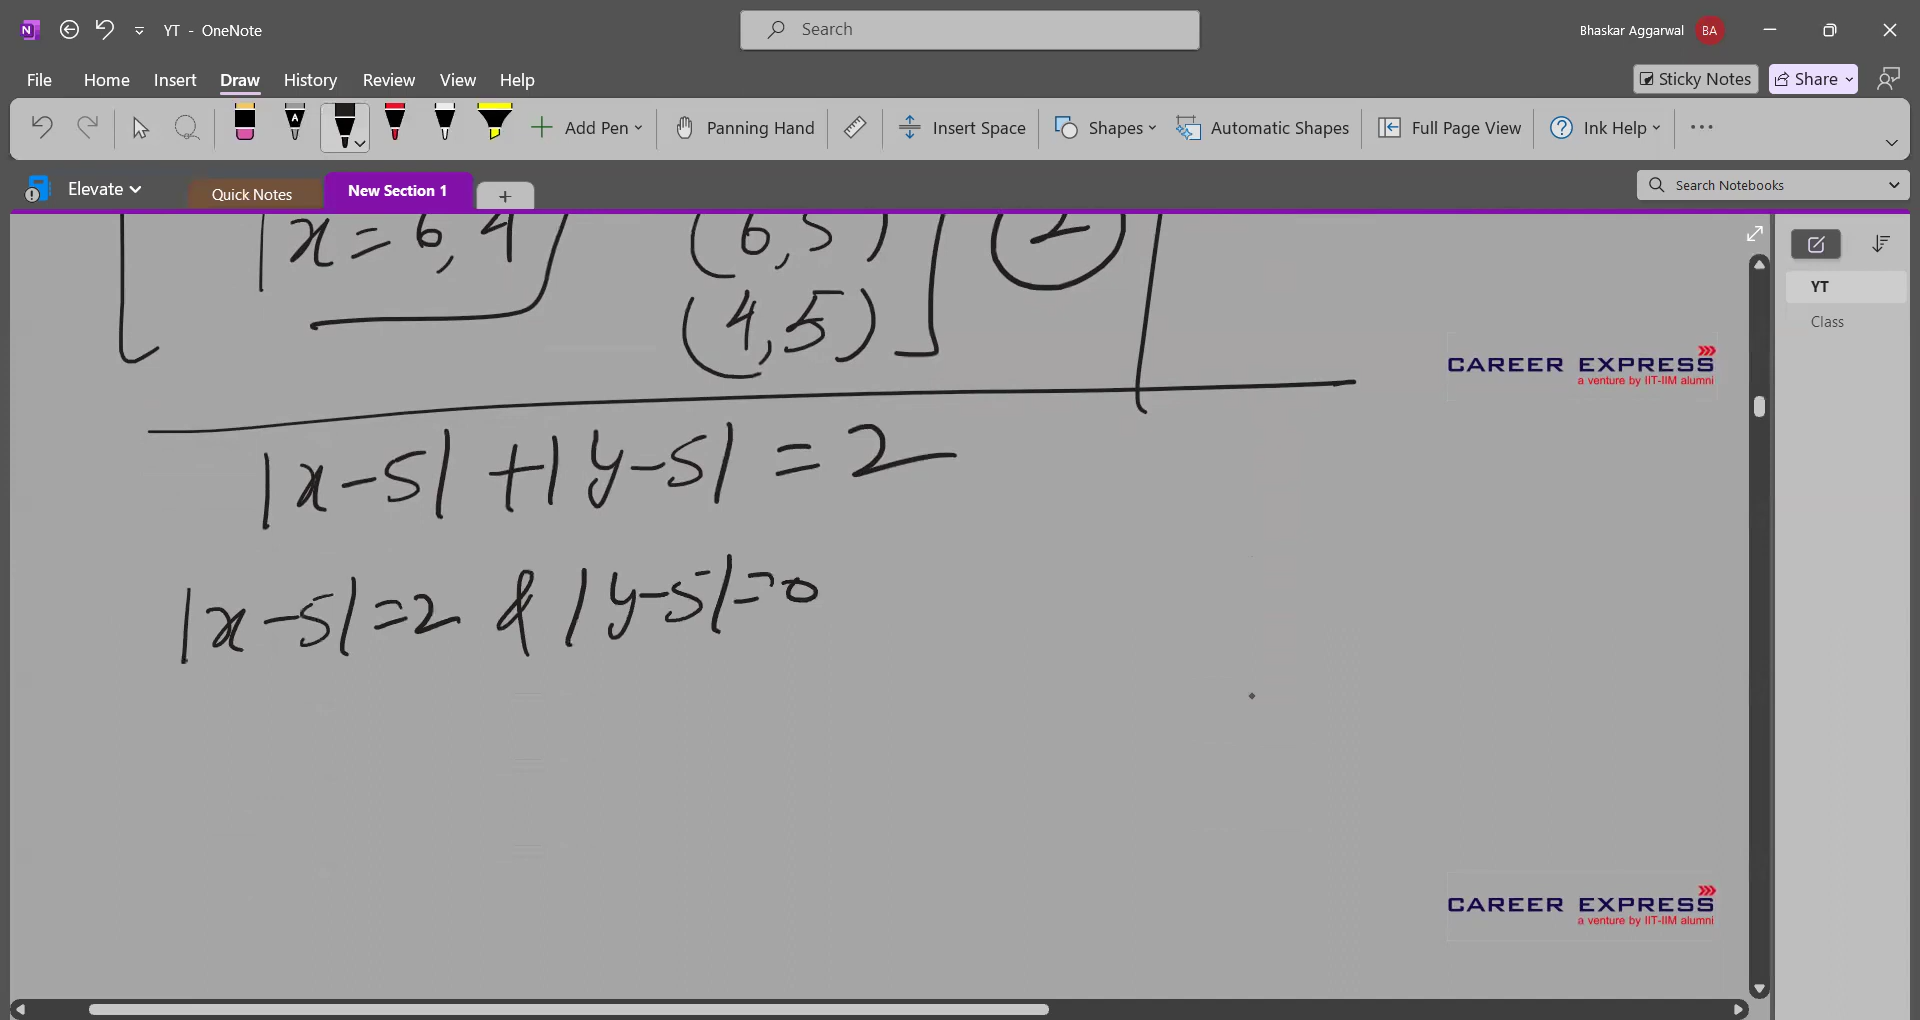 YT - OneNote
Search
Bhaskar Aggarwal
BA
File Home Insert Draw History Review View Help
Sticky Notes
Share
Add Pen
Panning Hand
Insert Space
Shapes
Automatic Shapes
Full Page View
Ink Help
Elevate
Quick Notes
New Section 1
+
Search Notebooks
YT
Class
x=6,4
(6,5)
2
(4,5)
CAREER EXPRESS
a venture by IIT-IIM alumni
|x-5| + |y-5| = 2
|x-5|=2 & |y-5|=0
CAREER EXPRESS
a venture by IIT-IIM alumni